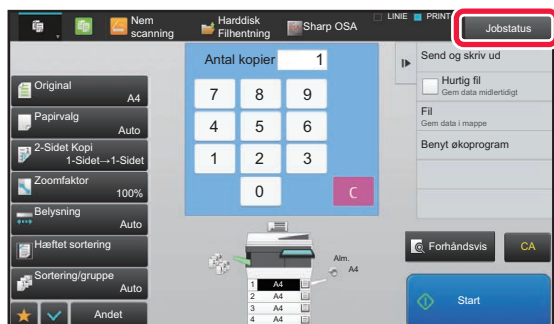 Nem
scanning
Harddisk
Filhentning
Sharp OSA
LINIE
PRINT
Jobstatus
Antal kopier
1
7 8 9
4 5 6
1 2 3
0 C
Original
A4
Papirvalg
Auto
2-Sidet Kopi
1-Sidet→1-Sidet
Zoomfaktor
100%
Belysning
Auto
Hæftet sortering
Sortering/gruppe
Auto
Andet
Alm.
A4
1 A4
2 A4
3 A4
4 A4
Send og skriv ud
Hurtig fil
Gem data midlertidigt
Fil
Gem data i mappe
Benyt økoprogram
Forhåndsvis
CA
Start